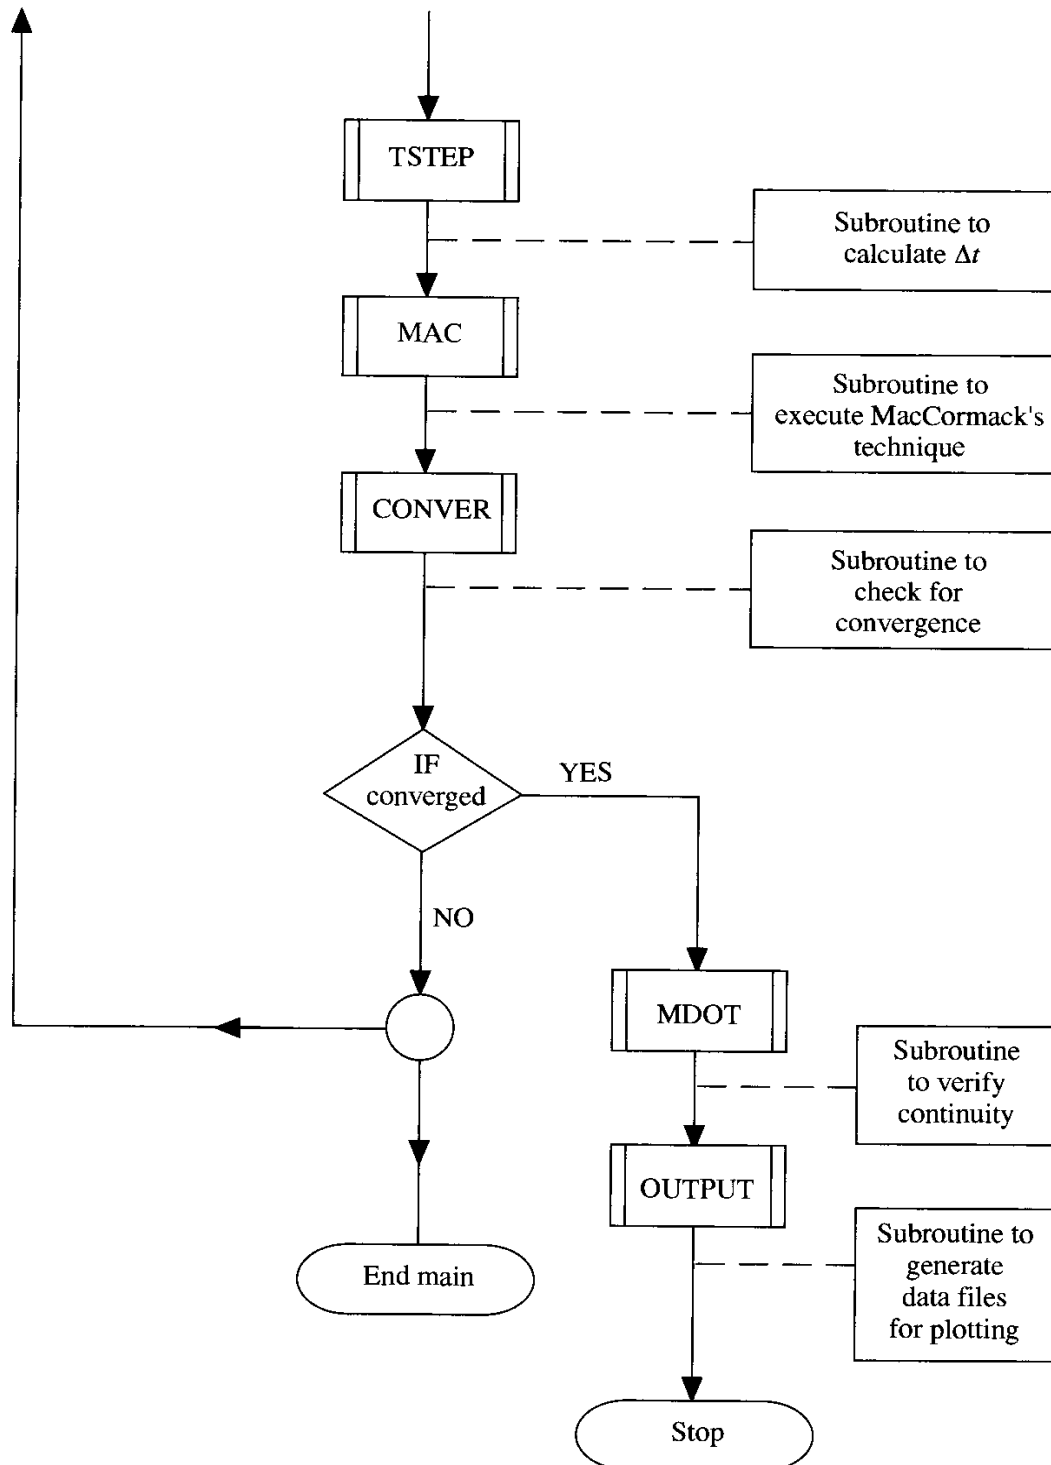 TSTEP
Subroutine to
calculate Δt
MAC
Subroutine to
execute MacCormack's
technique
CONVER
Subroutine to
check for
convergence
IF
converged
YES
NO
MDOT
Subroutine
to verify
continuity
OUTPUT
Subroutine to
generate
data files
for plotting
End main
Stop